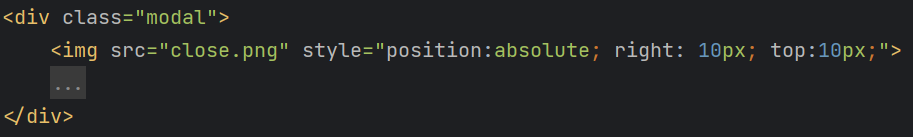 <div class="modal">
<img src="close.png" style="position:absolute; right: 10px; top:10px;">
...
</div>